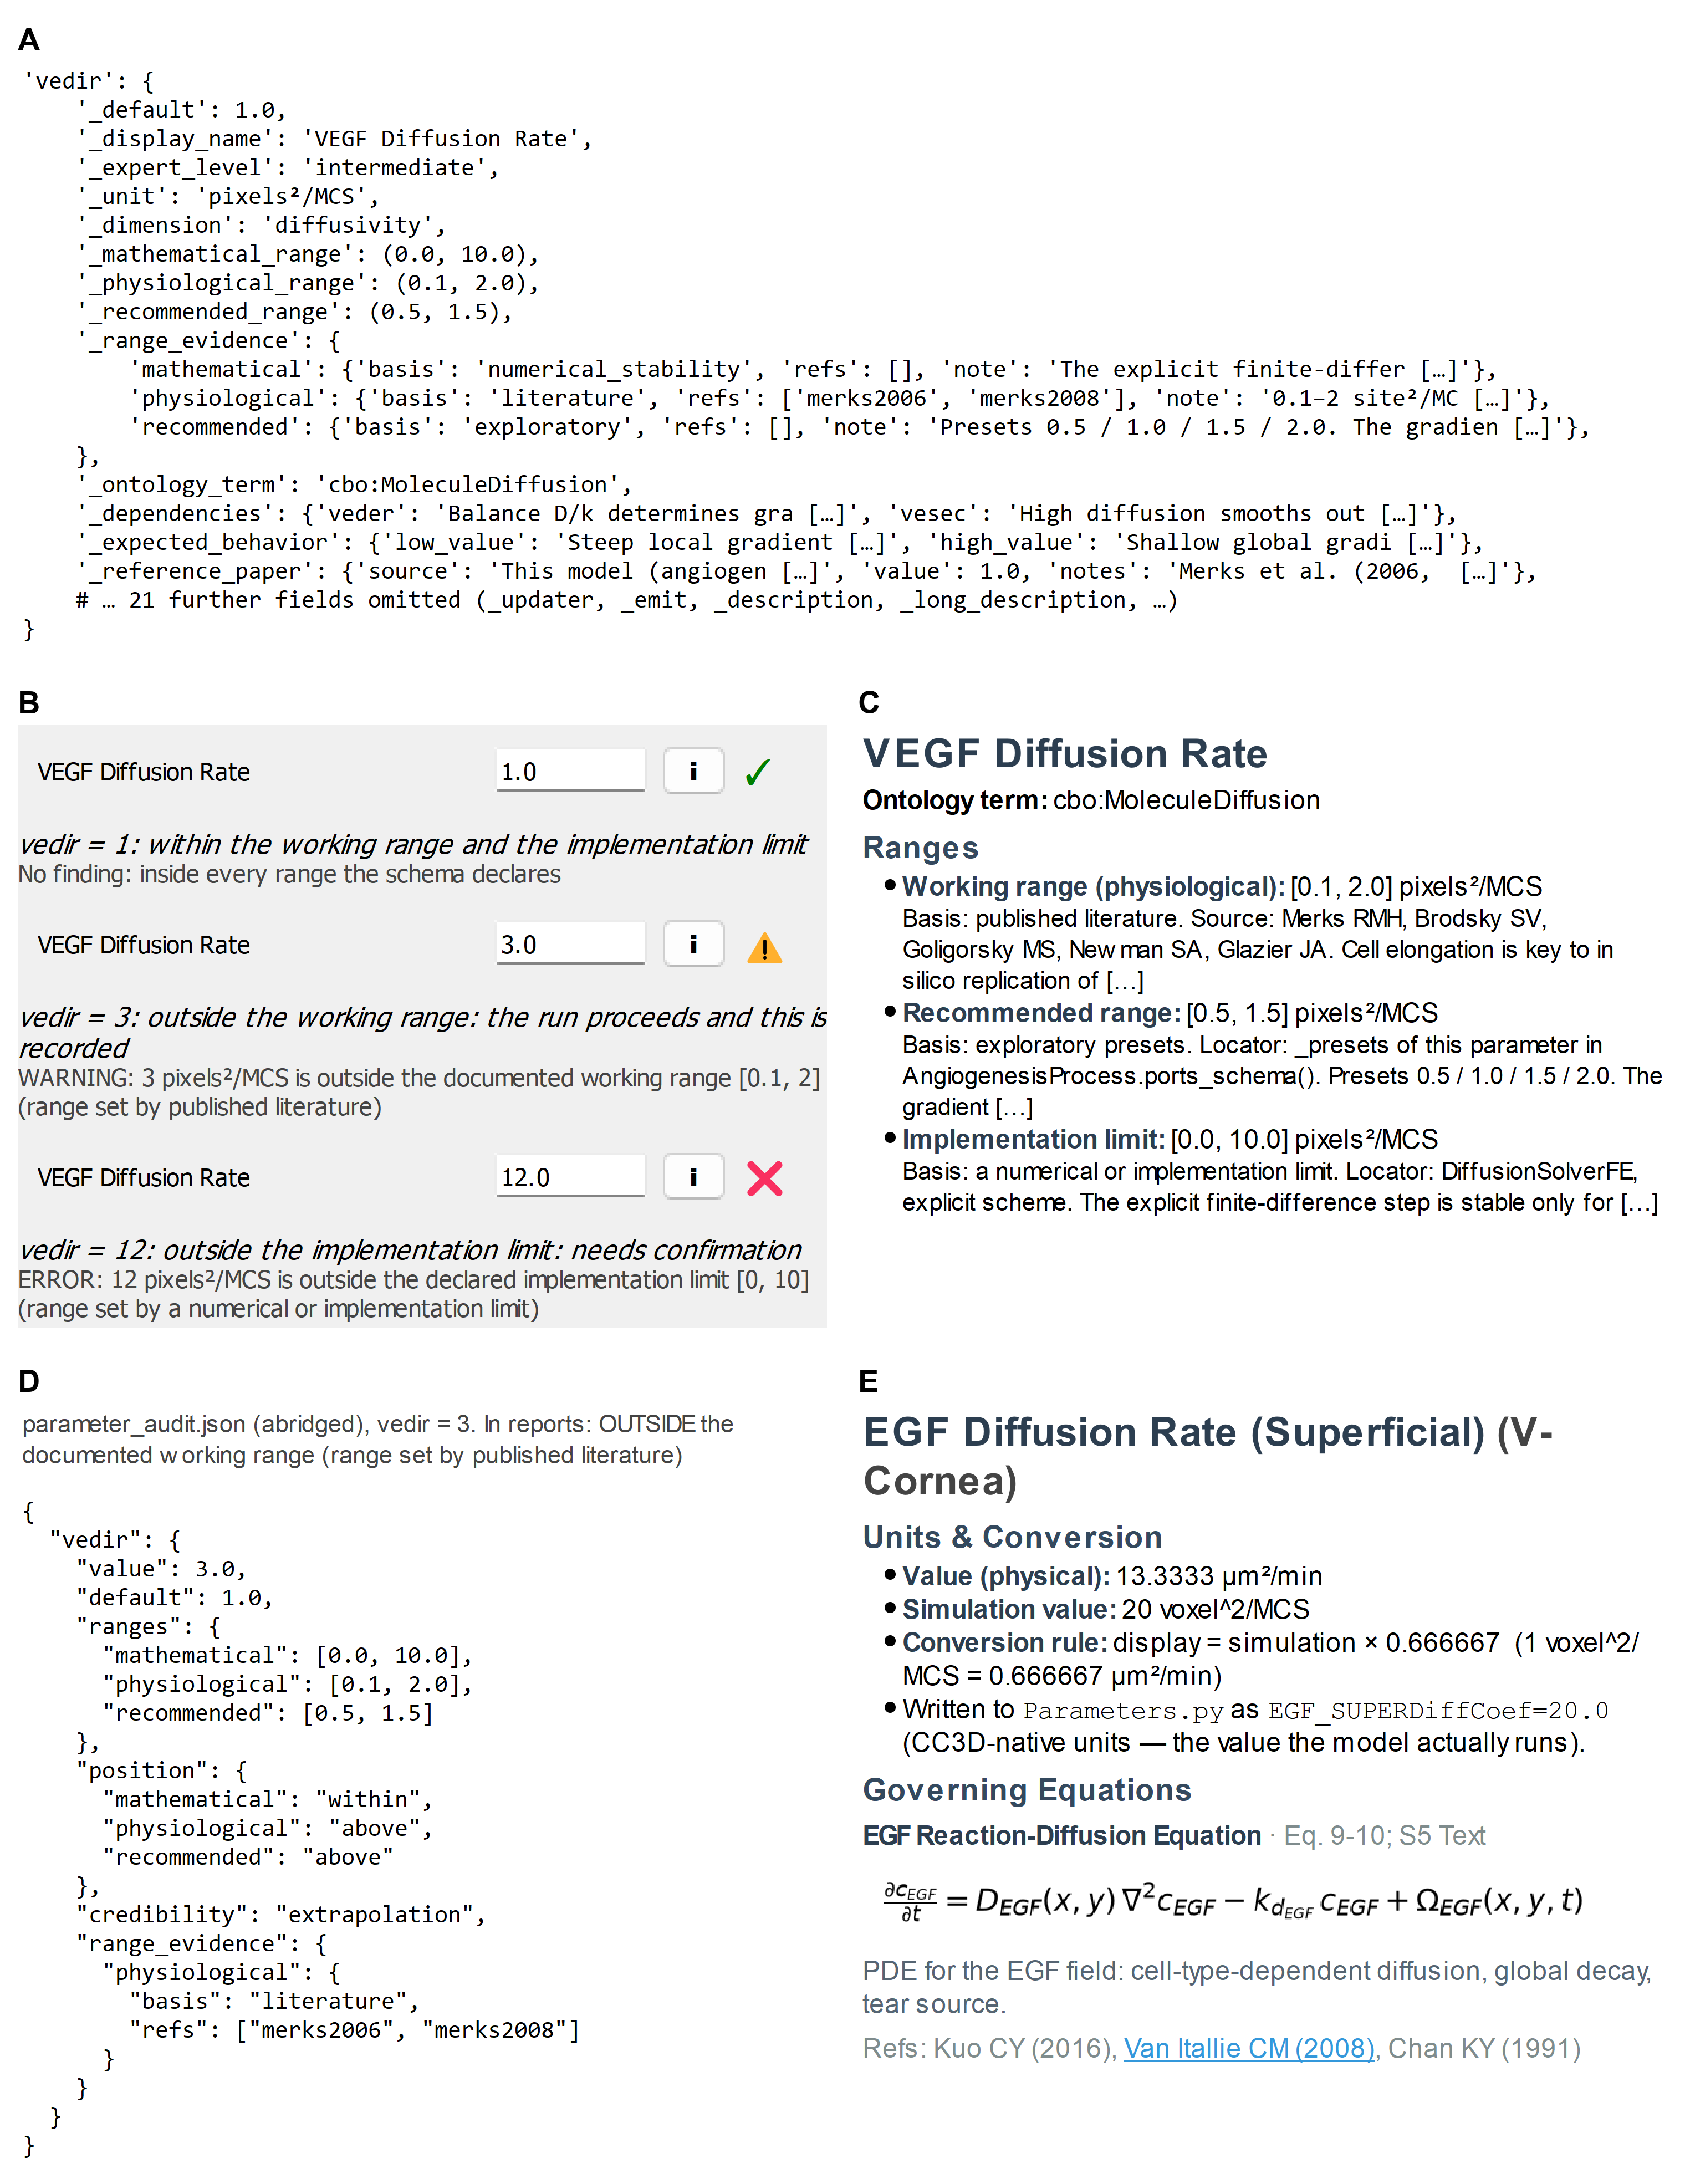 A
'vedir': {
'_default': 1.0,
'_display_name': 'VEGF Diffusion Rate',
'_expert_level': 'intermediate',
'_unit': 'pixels²/MCS',
'_dimension': 'diffusivity',
'_mathematical_range': (0.0, 10.0),
'_physiological_range': (0.1, 2.0),
'_recommended_range': (0.5, 1.5),
'_range_evidence': {
'mathematical': {'basis': 'numerical_stability', 'refs': [], 'note': 'The explicit finite-differ […]'},
'physiological': {'basis': 'literature', 'refs': ['merks2006', 'merks2008'], 'note': '0.1–2 site²/MC […]'},
'recommended': {'basis': 'exploratory', 'refs': [], 'note': 'Presets 0.5 / 1.0 / 1.5 / 2.0. The gradien […]'},
},
'_ontology_term': 'cbo:MoleculeDiffusion',
'_dependencies': {'veder': 'Balance D/k determines gra […]', 'vesec': 'High diffusion smooths out […]'},
'_expected_behavior': {'low_value': 'Steep local gradient […]', 'high_value': 'Shallow global gradi […]'},
'_reference_paper': {'source': 'This model (angiogen […]', 'value': 1.0, 'notes': 'Merks et al. (2006,  […]'},
# … 21 further fields omitted (_updater, _emit, _description, _long_description, …)
}
B
VEGF Diffusion Rate 1.0 i ✓
vedir = 1: within the working range and the implementation limit
No finding: inside every range the schema declares
VEGF Diffusion Rate 3.0 i
vedir = 3: outside the working range: the run proceeds and this is
recorded
WARNING: 3 pixels²/MCS is outside the documented working range [0.1, 2]
(range set by published literature)
VEGF Diffusion Rate 12.0 i
vedir = 12: outside the implementation limit: needs confirmation
ERROR: 12 pixels²/MCS is outside the declared implementation limit [0, 10]
(range set by a numerical or implementation limit)
C
VEGF Diffusion Rate
Ontology term: cbo:MoleculeDiffusion
Ranges
• Working range (physiological): [0.1, 2.0] pixels²/MCS
Basis: published literature. Source: Merks RMH, Brodsky SV,
Goligorsky MS, Newman SA, Glazier JA. Cell elongation is key to in
silico replication of […]
• Recommended range: [0.5, 1.5] pixels²/MCS
Basis: exploratory presets. Locator: _presets of this parameter in
AngiogenesisProcess.ports_schema(). Presets 0.5 / 1.0 / 1.5 / 2.0. The
gradient […]
• Implementation limit: [0.0, 10.0] pixels²/MCS
Basis: a numerical or implementation limit. Locator: DiffusionSolverFE,
explicit scheme. The explicit finite-difference step is stable only for […]
D
parameter_audit.json (abridged), vedir = 3. In reports: OUTSIDE the
documented working range (range set by published literature)
{
"vedir": {
"value": 3.0,
"default": 1.0,
"ranges": {
"mathematical": [0.0, 10.0],
"physiological": [0.1, 2.0],
"recommended": [0.5, 1.5]
},
"position": {
"mathematical": "within",
"physiological": "above",
"recommended": "above"
},
"credibility": "extrapolation",
"range_evidence": {
"physiological": {
"basis": "literature",
"refs": ["merks2006", "merks2008"]
}
}
}
}
E
EGF Diffusion Rate (Superficial) (V-
Cornea)
Units & Conversion
• Value (physical): 13.3333 µm²/min
• Simulation value: 20 voxel^2/MCS
• Conversion rule: display = simulation × 0.666667 (1 voxel^2/
MCS = 0.666667 µm²/min)
• Written to Parameters.py as EGF_SUPERDiffCoef=20.0
(CC3D-native units — the value the model actually runs).
Governing Equations
EGF Reaction-Diffusion Equation · Eq. 9-10; S5 Text
∂c_EGF/∂t = D_EGF(x, y) ∇²c_EGF − k_{d_EGF} c_EGF + Ω_EGF(x, y, t)
PDE for the EGF field: cell-type-dependent diffusion, global decay,
tear source.
Refs: Kuo CY (2016), Van Itallie CM (2008), Chan KY (1991)